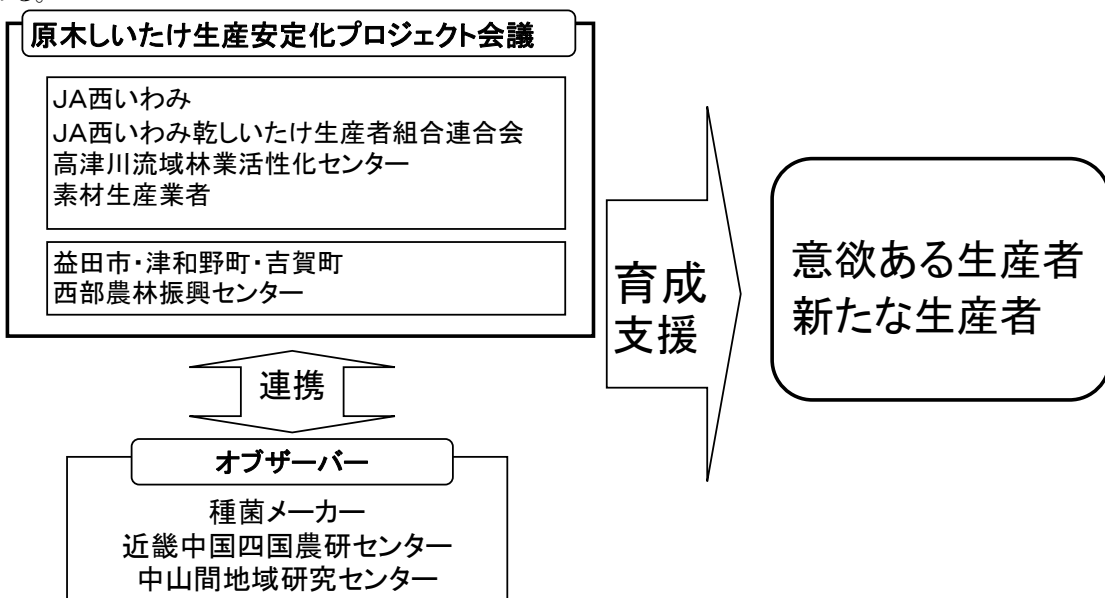 る。
原木しいたけ生産安定化プロジェクト会議
JA西いわみ
JA西いわみ乾しいたけ生産者組合連合会
高津川流域林業活性化センター
素材生産業者
益田市・津和野町・吉賀町
西部農林振興センター
育成
支援
意欲ある生産者
新たな生産者
連携
オブザーバー
種菌メーカー
近畿中国四国農研センター
中山間地域研究センター